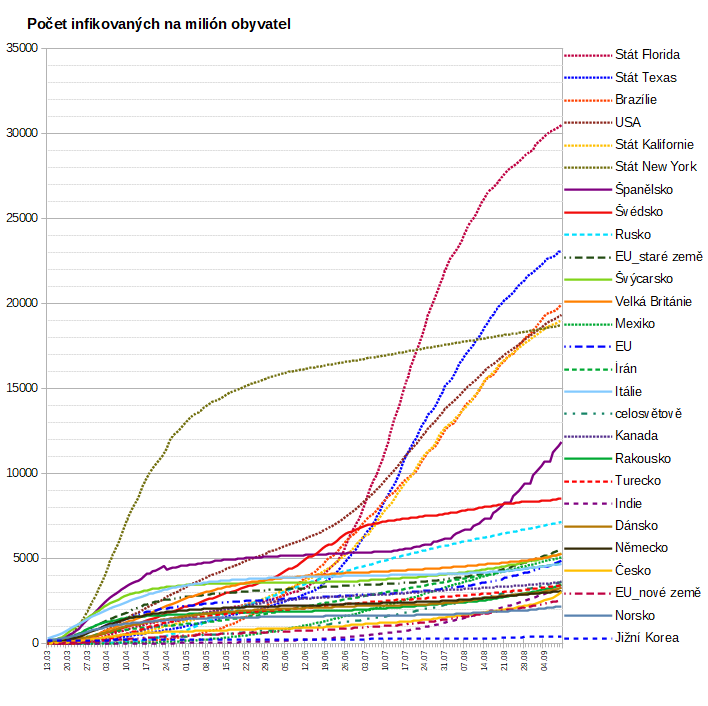 Počet infikovaných na milión obyvatel
35000
30000
25000
20000
15000
10000
5000
0
13.03
20.03
27.03
03.04
10.04
17.04
24.04
01.05
08.05
15.05
22.05
29.05
05.06
12.06
19.06
26.06
03.07
10.07
17.07
24.07
31.07
07.08
14.08
21.08
28.08
04.09
Stát Florida
Stát Texas
Brazílie
USA
Stát Kalifornie
Stát New York
Španělsko
Švédsko
Rusko
EU_staré země
Švýcarsko
Velká Británie
Mexiko
EU
Írán
Itálie
celosvětově
Kanada
Rakousko
Turecko
Indie
Dánsko
Německo
Česko
EU_nové země
Norsko
Jižní Korea